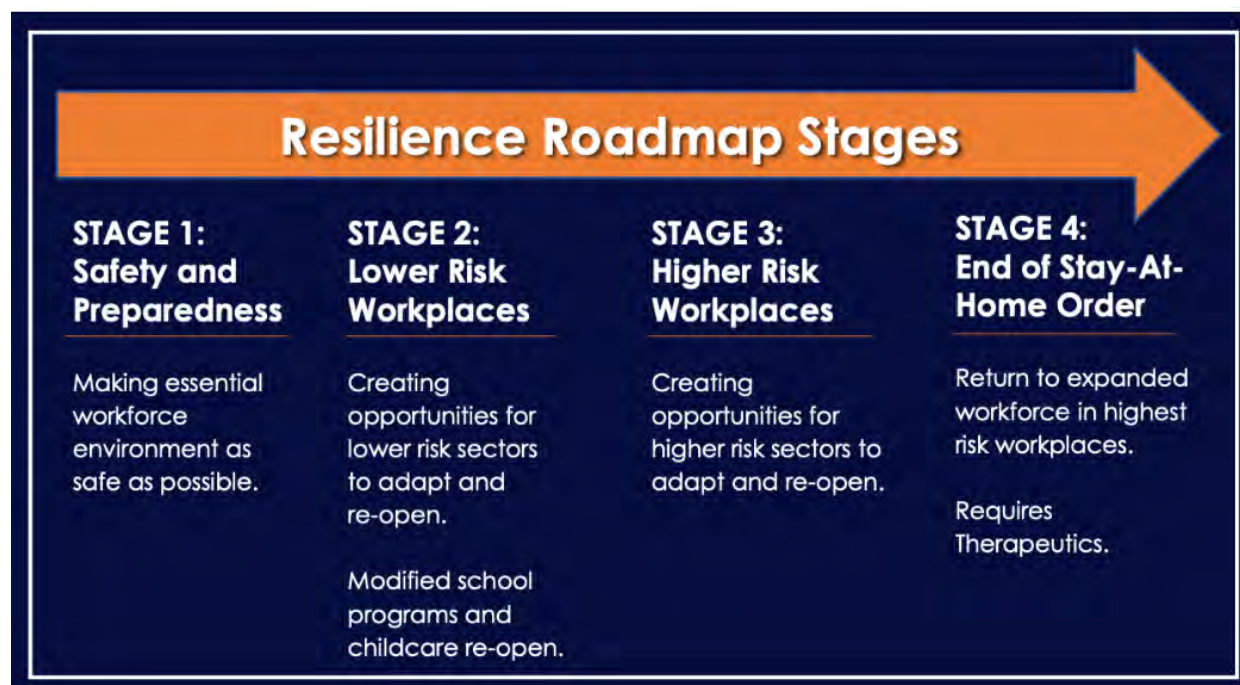 Resilience Roadmap Stages
STAGE 1:
Safety and
Preparedness
Making essential
workforce
environment as
safe as possible.
STAGE 2:
Lower Risk
Workplaces
Creating
opportunities for
lower risk sectors
to adapt and
re-open.
Modified school
programs and
childcare re-open.
STAGE 3:
Higher Risk
Workplaces
Creating
opportunities for
higher risk sectors to
adapt and re-open.
STAGE 4:
End of Stay-At-
Home Order
Return to expanded
workforce in highest
risk workplaces.
Requires
Therapeutics.